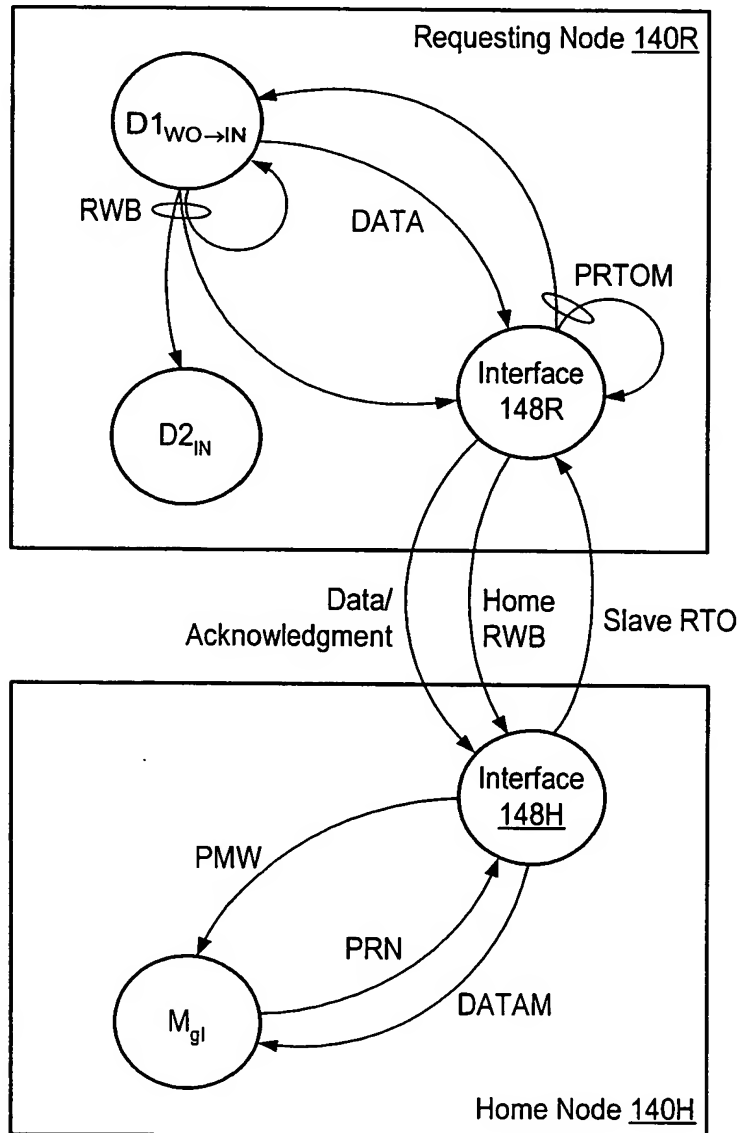 Requesting Node 140R
D1WO→IN
RWB
DATA
PRTOM
Interface
148R
D2IN
Data/
Acknowledgment
Home
RWB
Slave RTO
Interface
148H
PMW
PRN
DATAM
Mgl
Home Node 140H